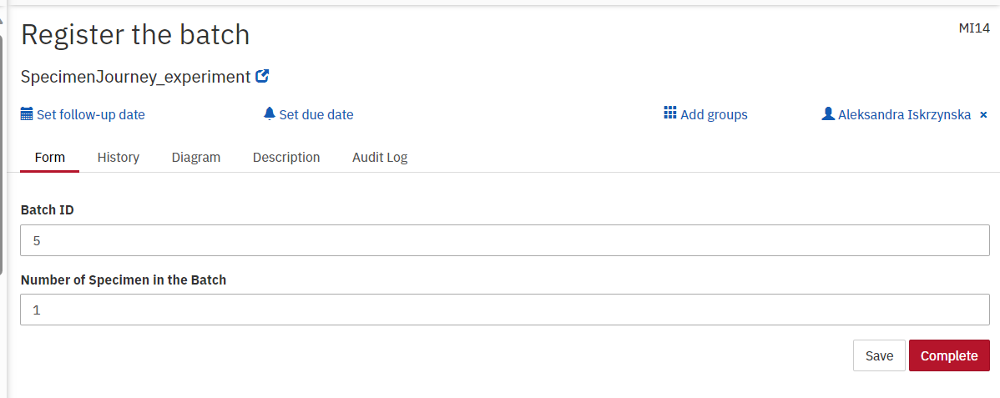 Register the batch
MI14
SpecimenJourney_experiment
Set follow-up date
Set due date
Add groups
Aleksandra Iskrzynska ×
Form
History
Diagram
Description
Audit Log
Batch ID
5
Number of Specimen in the Batch
1
Save
Complete